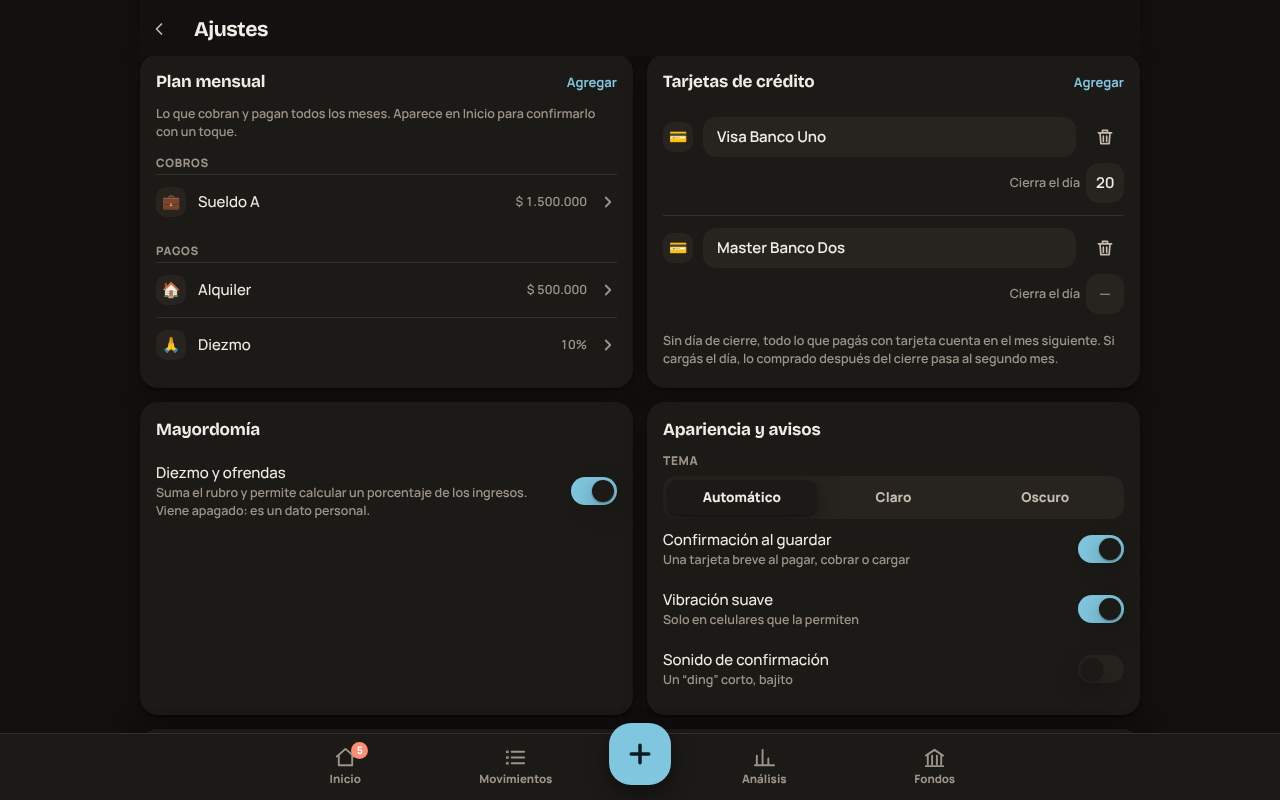 Ajustes
Plan mensual
Agregar
Lo que cobran y pagan todos los meses. Aparece en Inicio para confirmarlo
con un toque.
COBROS
Sueldo A
$ 1.500.000
PAGOS
Alquiler
$ 500.000
Diezmo
10%
Tarjetas de crédito
Agregar
Visa Banco Uno
Cierra el día
20
Master Banco Dos
Cierra el día
—
Sin día de cierre, todo lo que pagás con tarjeta cuenta en el mes siguiente. Si
cargás el día, lo comprado después del cierre pasa al segundo mes.
Mayordomía
Diezmo y ofrendas
Suma el rubro y permite calcular un porcentaje de los ingresos.
Viene apagado: es un dato personal.
Apariencia y avisos
TEMA
Automático
Claro
Oscuro
Confirmación al guardar
Una tarjeta breve al pagar, cobrar o cargar
Vibración suave
Solo en celulares que la permiten
Sonido de confirmación
Un “ding” corto, bajito
5
Inicio
Movimientos
Análisis
Fondos